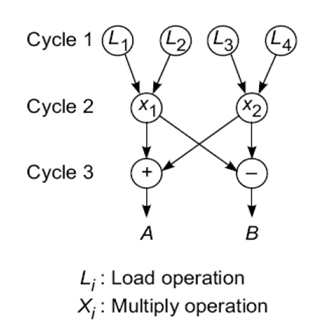 Cycle 1 L1 L2 L3 L4
Cycle 2 x1 x2
Cycle 3 + −
A B
Li : Load operation
Xi : Multiply operation